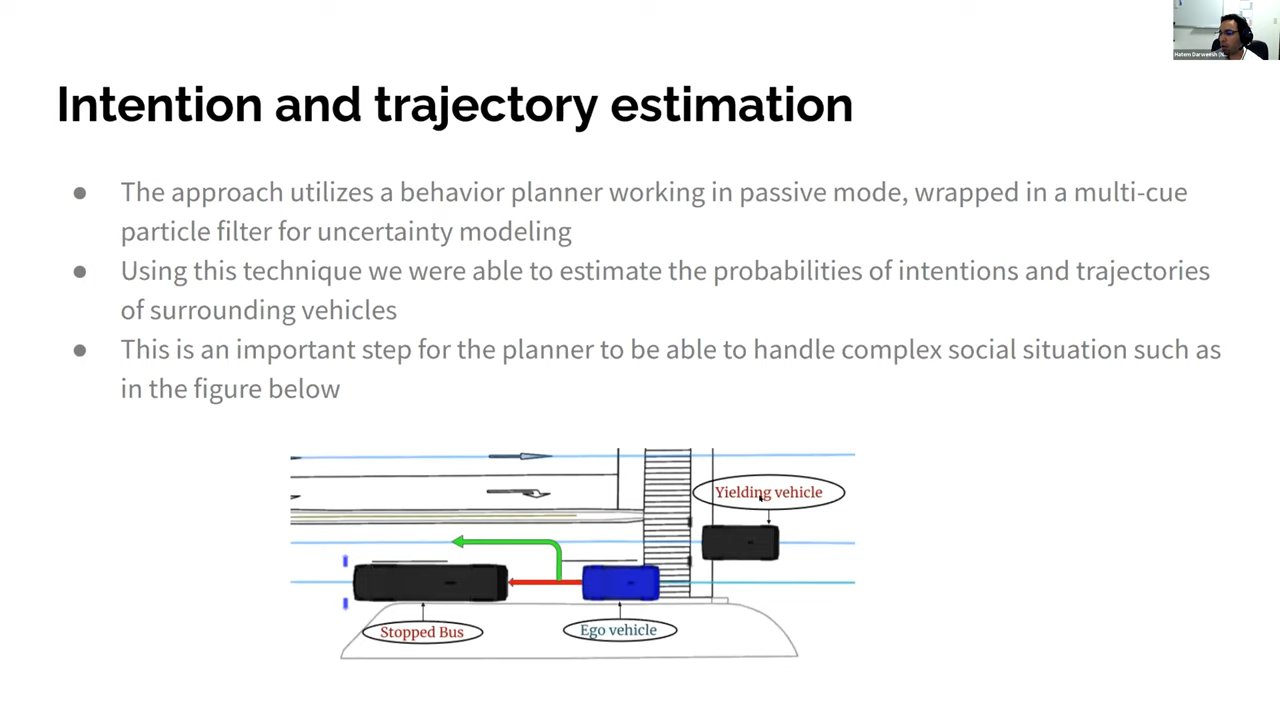 Hatem Darweesh (N...
Intention and trajectory estimation
● The approach utilizes a behavior planner working in passive mode, wrapped in a multi-cue
particle filter for uncertainty modeling
● Using this technique we were able to estimate the probabilities of intentions and trajectories
of surrounding vehicles
● This is an important step for the planner to be able to handle complex social situation such as
in the figure below
Yielding vehicle
Stopped Bus
Ego vehicle